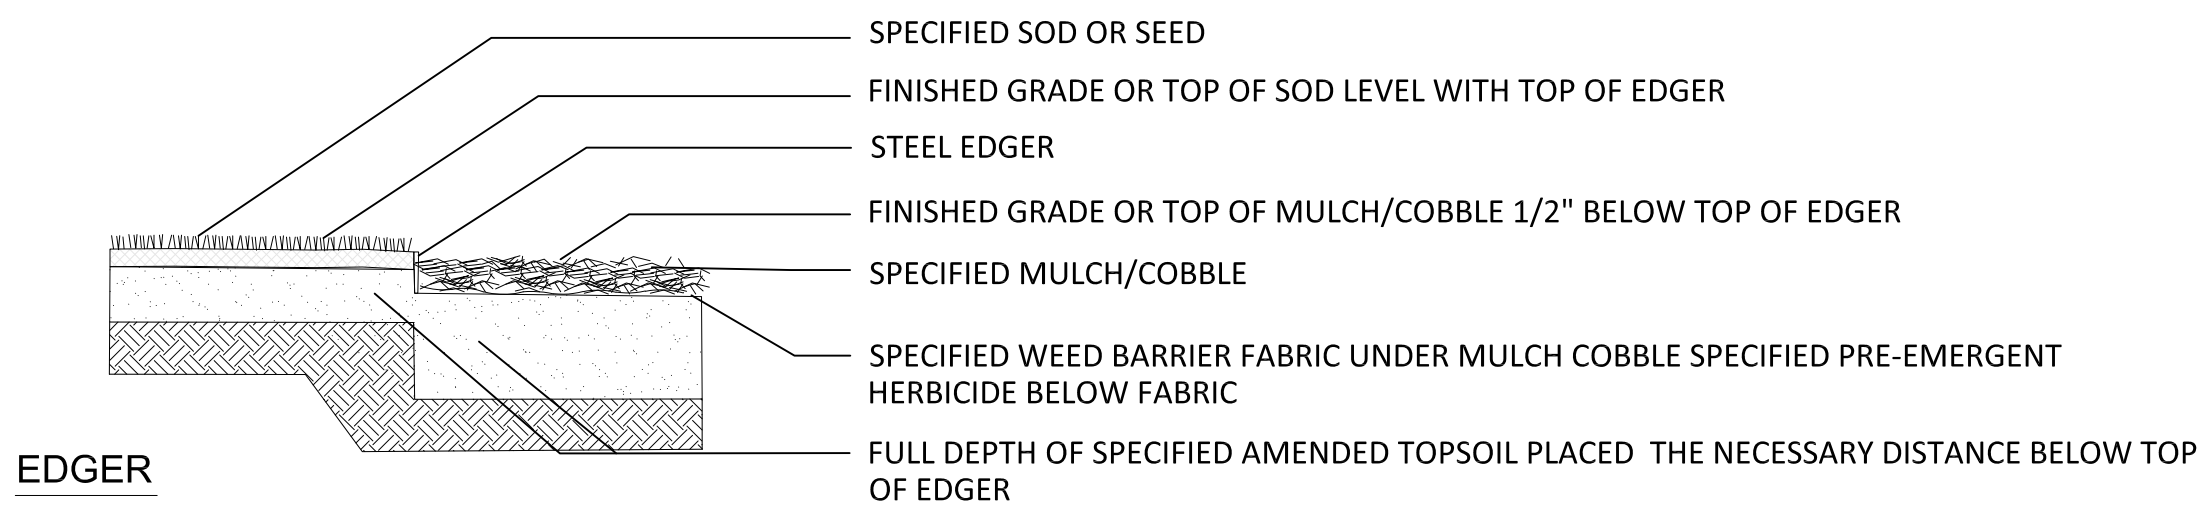 SPECIFIED SOD OR SEED
FINISHED GRADE OR TOP OF SOD LEVEL WITH TOP OF EDGER
STEEL EDGER
FINISHED GRADE OR TOP OF MULCH/COBBLE 1/2" BELOW TOP OF EDGER
SPECIFIED MULCH/COBBLE
SPECIFIED WEED BARRIER FABRIC UNDER MULCH COBBLE SPECIFIED PRE-EMERGENT
HERBICIDE BELOW FABRIC
FULL DEPTH OF SPECIFIED AMENDED TOPSOIL PLACED  THE NECESSARY DISTANCE BELOW TOP
OF EDGER
EDGER